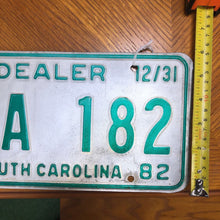 DEALER 12/31
A 182
UTH CAROLINA 82